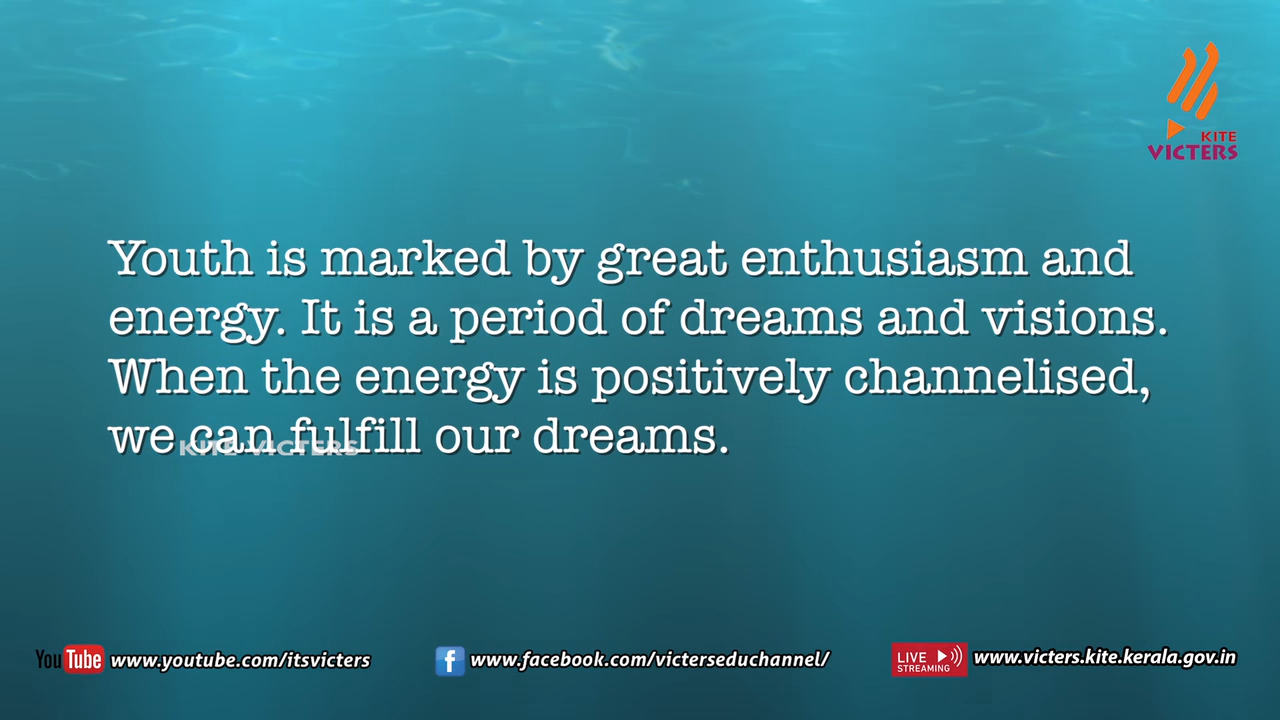 KITE
VICTERS
Youth is marked by great enthusiasm and
energy. It is a period of dreams and visions.
When the energy is positively channelised,
we can fulfill our dreams.
KITE VICTERS
YouTube www.youtube.com/itsvicters
f www.facebook.com/victerseduchannel/
LIVE STREAMING www.victers.kite.kerala.gov.in